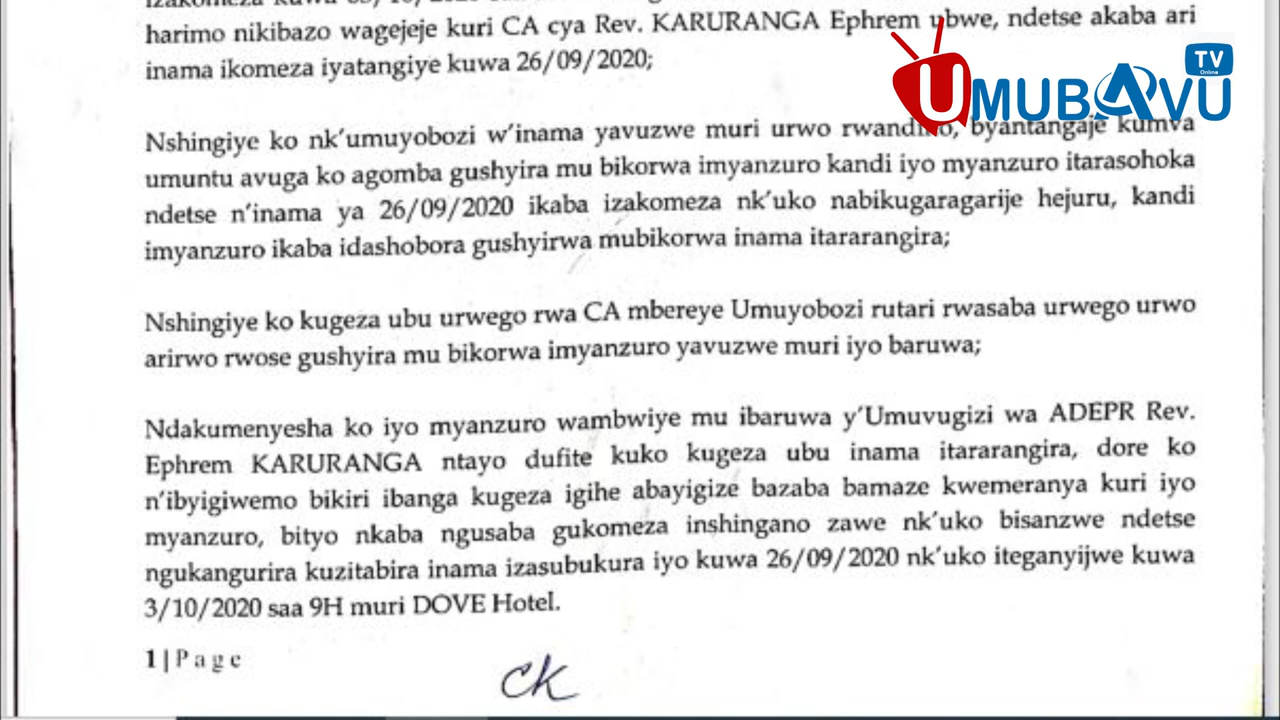 izakomeza kuwa 03/10/2020
harimo nikibazo wagejeje kuri CA cya Rev. KARURANGA Ephrem ubwe, ndetse akaba ari
inama ikomeza iyatangiye kuwa 26/09/2020;
UMUBAVU
TV
Online
Nshingiye ko nk'umuyobozi w'inama yavuzwe muri urwo rwandiko, byantangaje kumva
umuntu avuga ko agomba gushyira mu bikorwa imyanzuro kandi iyo myanzuro itarasohoka
ndetse n'inama ya 26/09/2020 ikaba izakomeza nk'uko nabikugaragarije hejuru, kandi
imyanzuro ikaba idashobora gushyirwa mubikorwa inama itararangira;
Nshingiye ko kugeza ubu urwego rwa CA mbereye Umuyobozi rutari rwasaba urwego urwo
arirwo rwose gushyira mu bikorwa imyanzuro yavuzwe muri iyo baruwa;
Ndakumenyesha ko iyo myanzuro wambwiye mu ibaruwa y'Umuvugizi wa ADEPR Rev.
Ephrem KARURANGA ntayo dufite kuko kugeza ubu inama itararangira, dore ko
n'ibyigiwemo bikiri ibanga kugeza igihe abayigize bazaba bamaze kwemeranya kuri iyo
myanzuro, bityo nkaba ngusaba gukomeza inshingano zawe nk'uko bisanzwe ndetse
ngukangurira kuzitabira inama izasubukura iyo kuwa 26/09/2020 nk'uko iteganyijwe kuwa
3/10/2020 saa 9H muri DOVE Hotel.
1 | P a g e
CK